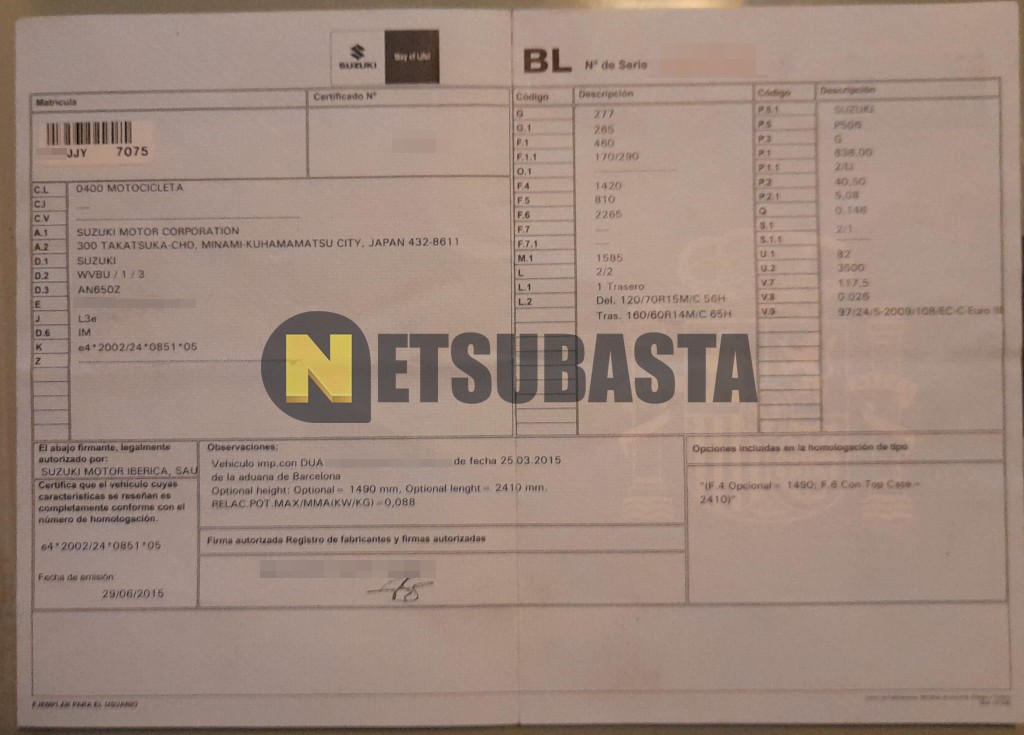 SUZUKI
Way of Life!
BL Nº de Serie
Matricula
Certificado Nº
JJY 7075
C.L 0400 MOTOCICLETA
C.I ---
C.V
A.1 SUZUKI MOTOR CORPORATION
A.2 300 TAKATSUKA-CHO, MINAMI-KUHAMAMATSU CITY, JAPAN 432-8611
D.1 SUZUKI
D.2 WVBU / 1 / 3
D.3 AN650Z
E
J L3e
D.6 IM
K e4*2002/24*0851*05
Z
Código Descripción
G 277
G.1 265
F.1 460
F.1.1 170/290
O.1
F.4 1420
F.5 810
F.6 2265
F.7 ---
F.7.1 ---
M.1 1585
L 2/2
L.1 1 Trasero
L.2 Del. 120/70R15M/C 56H
Tras. 160/60R14M/C 65H
Código Descripción
P.5.1 SUZUKI
P.5 P506
P.3 G
P.1 638,00
P.1.1
P.2 40,50
P.2.1 5,08
Q 0,146
S.1 2/1
S.1.1
U.1 82
U.2 3500
V.7 117,5
V.8 0.026
V.9 97/24/5-2009/108/EC-C-Euro III
NETSUBASTA
El abajo firmante, legalmente
autorizado por:
SUZUKI MOTOR IBERICA, SAU
Certifica que el vehiculo cuyas
caracteristicas se reseñan es
completamente conforme con el
número de homologación.
e4*2002/24*0851*05
Fecha de emisión:
29/06/2015
Observaciones:
Vehiculo imp.con DUA de fecha 25.03.2015
de la aduana de Barcelona
Optional height: Optional = 1490 mm, Optional lenght = 2410 mm.
RELAC.POT.MAX/MMA(KW/KG)=0,088
Firma autorizada Registro de fabricantes y firmas autorizadas
Opciones incluidas en la homologación de tipo
"(F.4 Opcional = 1490; F.6 Con Top Case =
2410)"
EJEMPLAR PARA EL USUARIO